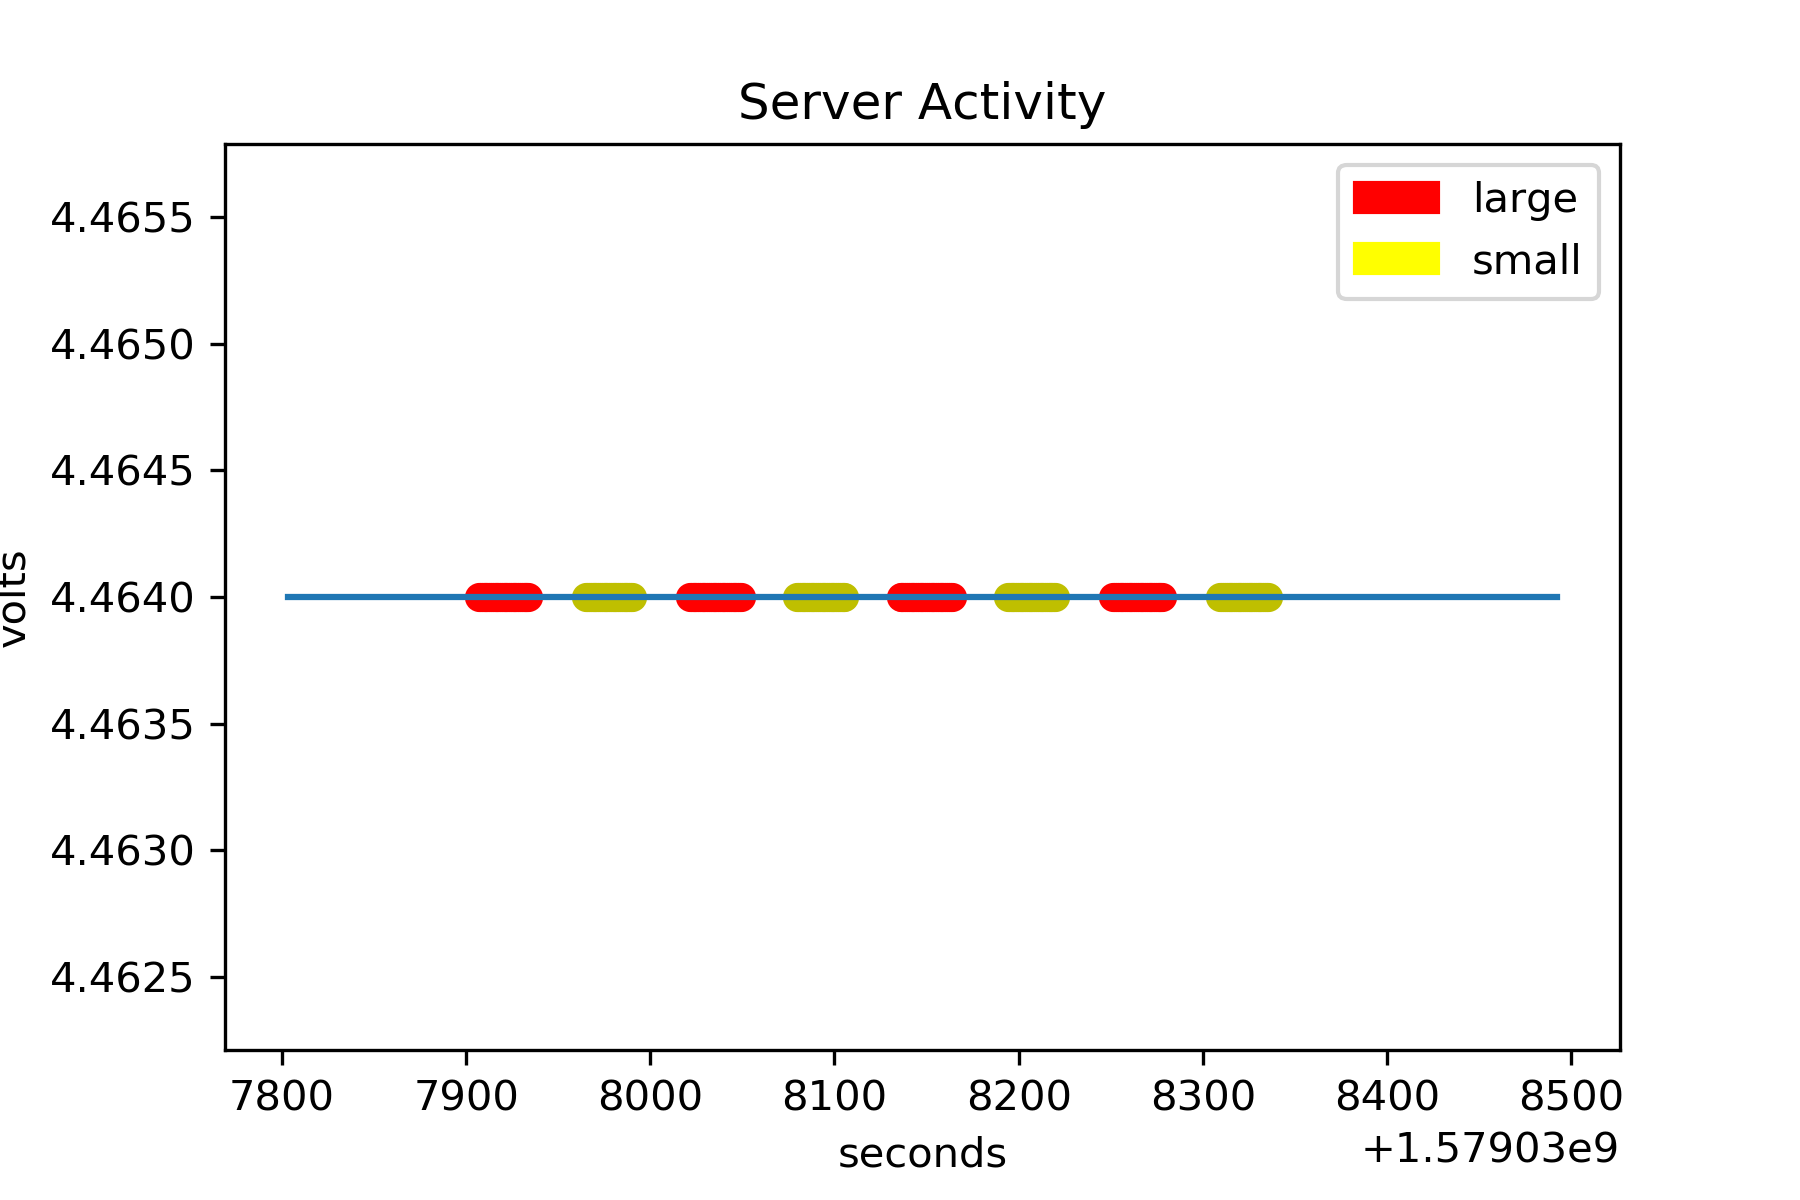 Server Activity
large
small
4.4655
4.4650
4.4645
4.4640
4.4635
4.4630
4.4625
volts
7800 7900 8000 8100 8200 8300 8400 8500
seconds
+1.57903e9